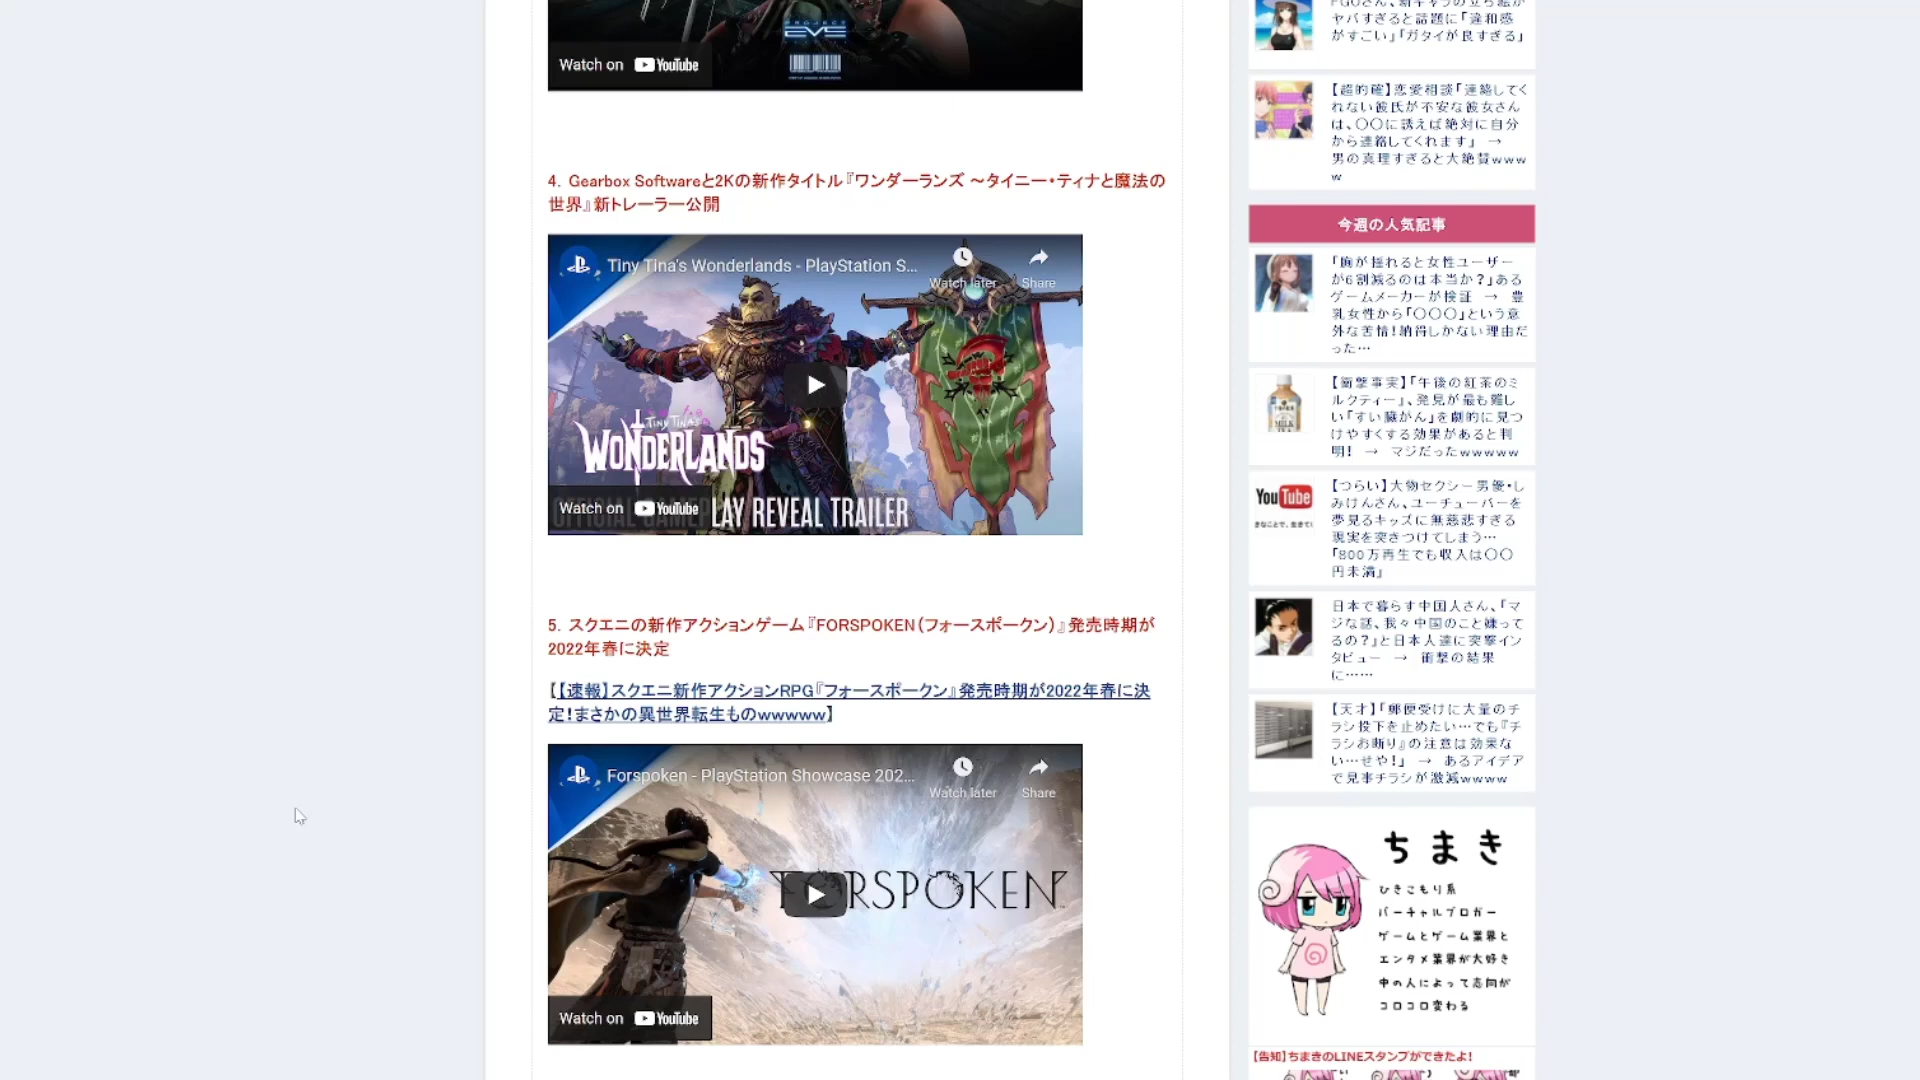 PROJECT
EVE
Watch on YouTube
4. Gearbox Softwareと2Kの新作タイトル『ワンダーランズ ～タイニー・ティナと魔法の
世界』新トレーラー公開
Tiny Tina's Wonderlands - PlayStation S...
Watch later
Share
TINY TINA'S
WONDERLANDS
Watch on YouTube
LAY REVEAL TRAILER
5. スクエニの新作アクションゲーム『FORSPOKEN（フォースポークン）』発売時期が
2022年春に決定
【【速報】スクエニ新作アクションRPG『フォースポークン』発売時期が2022年春に決
定！まさかの異世界転生ものwwwww】
Forspoken - PlayStation Showcase 202...
Watch later
Share
FORSPOKEN
Watch on YouTube
FGOさん、新キャラの立ち絵が
ヤバすぎると話題に「違和感
がすごい」「ガタイが良すぎる」
【超的確】恋愛相談「連絡してく
れない彼氏が不安な彼女さん
は、〇〇に誘えば絶対に自分
から連絡してくれます」 →
男の真理すぎると大絶賛www
w
今週の人気記事
「胸が揺れると女性ユーザー
が6割減るのは本当か？」ある
ゲームメーカーが検証 → 豊
乳女性から「〇〇〇」という意
外な苦情！納得しかない理由だ
った…
【衝撃事実】「午後の紅茶のミ
ルクティー」、発見が最も難し
い「すい臓がん」を劇的に見つ
けやすくする効果があると判
明！ → マジだったwwwww
YouTube
【つらい】大物セクシー男優・し
みけんさん、ユーチューバーを
夢見るキッズに無慈悲すぎる
現実を突きつけてしまう…
「800万再生でも収入は〇〇
円未満」
日本で暮らす中国人さん、「マ
ジな話、我々中国のこと嫌って
るの？」と日本人達に突撃イン
タビュー → 衝撃の結果
に……
【天才】「郵便受けに大量のチ
ラシ投下を止めたい…でも『チ
ラシお断り』の注意は効果な
い…せや！」 → あるアイデア
で見事チラシが激減wwww
ちまき
ひきこもり系
バーチャルブロガー
ゲームとゲーム業界と
エンタメ業界が大好き
中の人によって志向が
コロコロ変わる
【告知】ちまきのLINEスタンプができたよ！